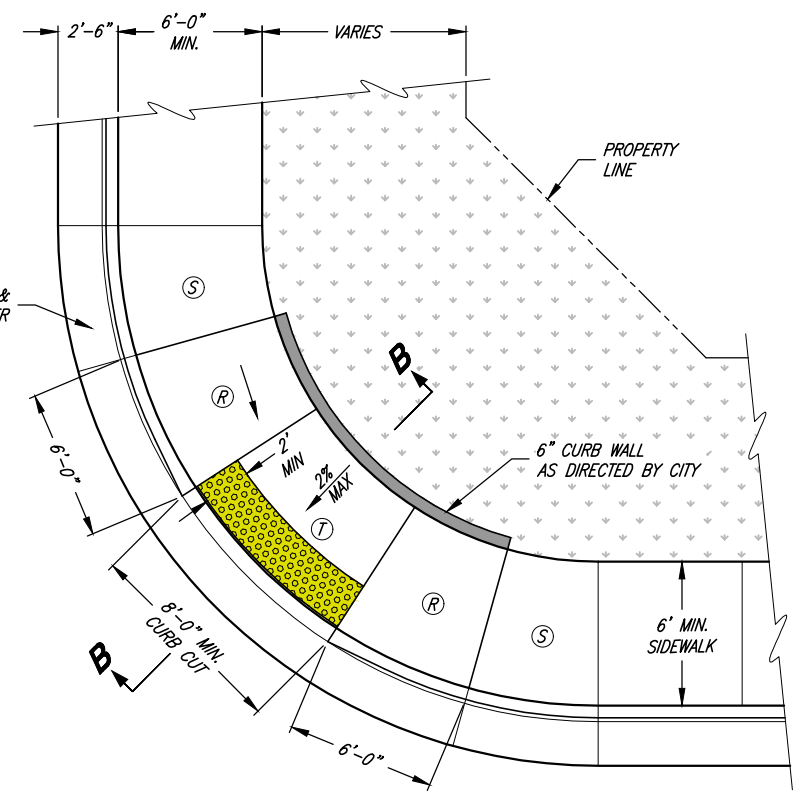 2'-6"
6'-0"
MIN.
VARIES
PROPERTY
LINE
S
&
R
R
B
6'-0"
2'
MIN
2%
MAX
6" CURB WALL
AS DIRECTED BY CITY
T
8'-0" MIN.
CURB CUT
R
S
6' MIN.
SIDEWALK
B
6'-0"